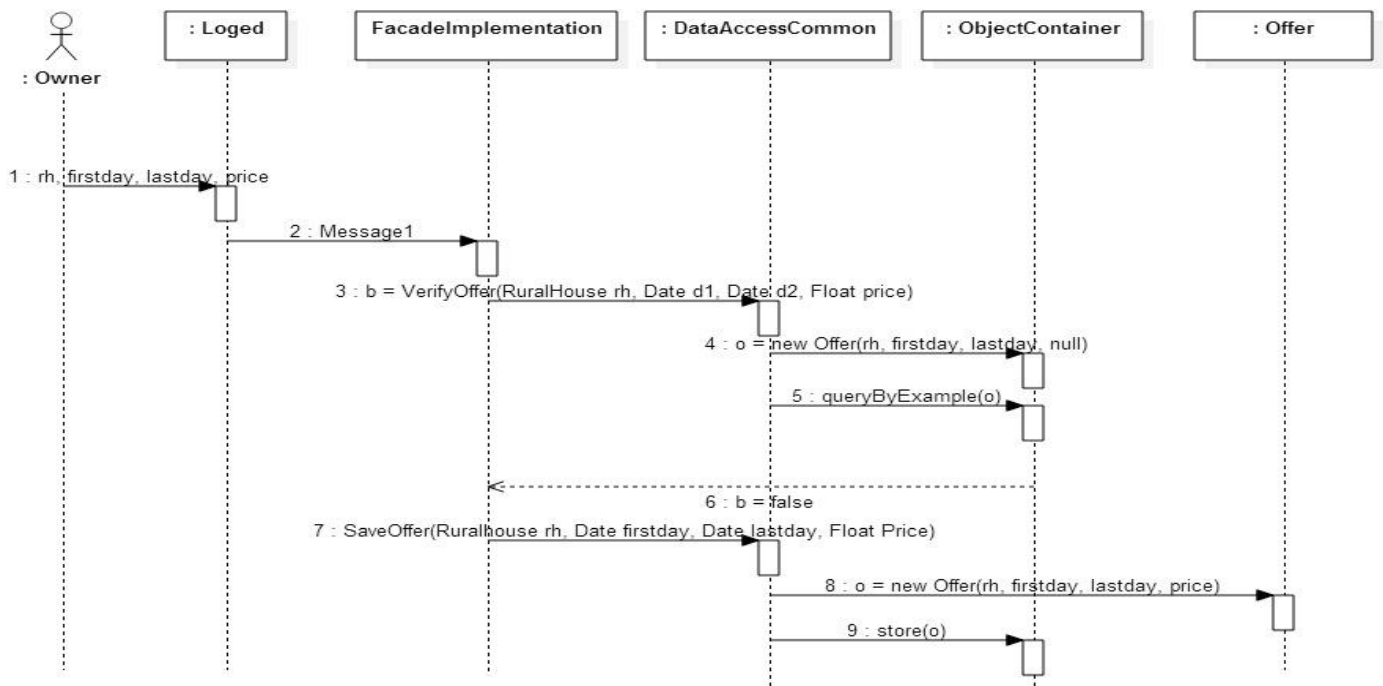 : Loged
FacadeImplementation
: DataAccessCommon
: ObjectContainer
: Offer
: Owner
1 : rh, firstday, lastday, price
2 : Message1
3 : b = VerifyOffer(RuralHouse rh, Date d1, Date d2, Float price)
4 : o = new Offer(rh, firstday, lastday, null)
5 : queryByExample(o)
6 : b = false
7 : SaveOffer(Ruralhouse rh, Date firstday, Date lastday, Float Price)
8 : o = new Offer(rh, firstday, lastday, price)
9 : store(o)